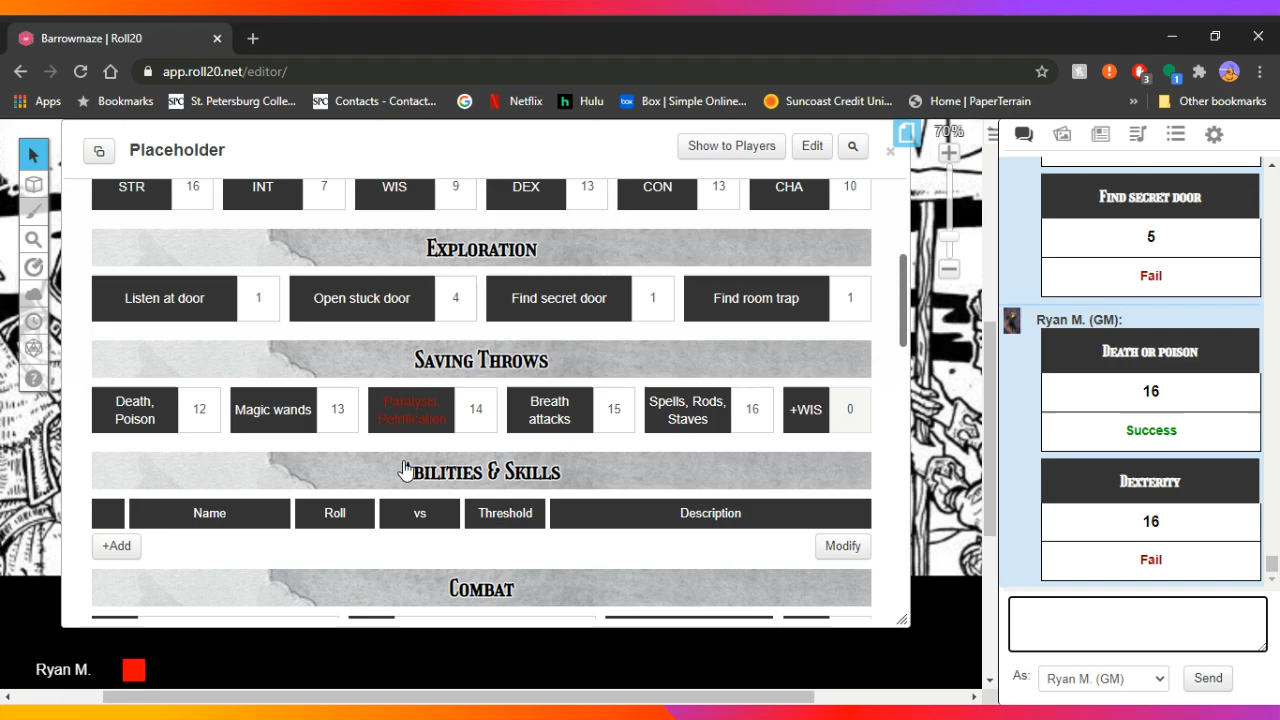 Barrowmaze | Roll20
app.roll20.net/editor/
3
1
Apps
Bookmarks
SPC St. Petersburg Colle...
SPC Contacts - Contact...
Netflix
h Hulu
box Box | Simple Online...
Suncoast Credit Uni...
Home | PaperTerrain
»
Other bookmarks
Placeholder
Show to Players
Edit
70%
STR 16 INT 7 WIS 9 DEX 13 CON 13 CHA 10
Exploration
Listen at door 1 Open stuck door 4 Find secret door 1 Find room trap 1
Saving Throws
Death, Poison 12 Magic wands 13 Paralysis, Petrification 14 Breath attacks 15 Spells, Rods, Staves 16 +WIS 0
bilities & Skills
Name Roll vs Threshold Description
+Add Modify
Combat
Ryan M.
Find secret door
5
Fail
Ryan M. (GM):
Death or poison
16
Success
Dexterity
16
Fail
As: Ryan M. (GM) Send